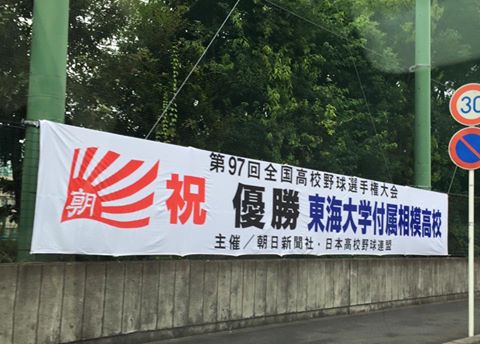 第97回全国高校野球選手権大会
朝
祝 優勝 東海大学付属相模高校
主催／朝日新聞社・日本高校野球連盟
30